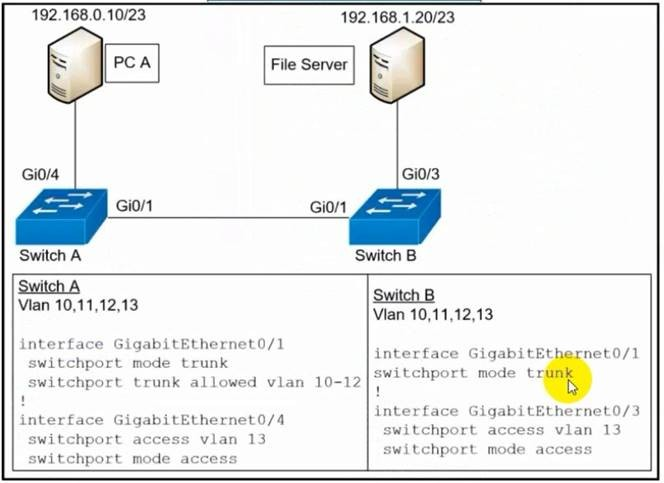 192.168.0.10/23
192.168.1.20/23
PC A
File Server
Gi0/4
Gi0/3
Gi0/1
Gi0/1
Switch A
Switch B
Switch A
Vlan 10,11,12,13
interface GigabitEthernet0/1
switchport mode trunk
switchport trunk allowed vlan 10-12
!
interface GigabitEthernet0/4
switchport access vlan 13
switchport mode access
Switch B
Vlan 10,11,12,13
interface GigabitEthernet0/1
switchport mode trunk
!
interface GigabitEthernet0/3
switchport access vlan 13
switchport mode access